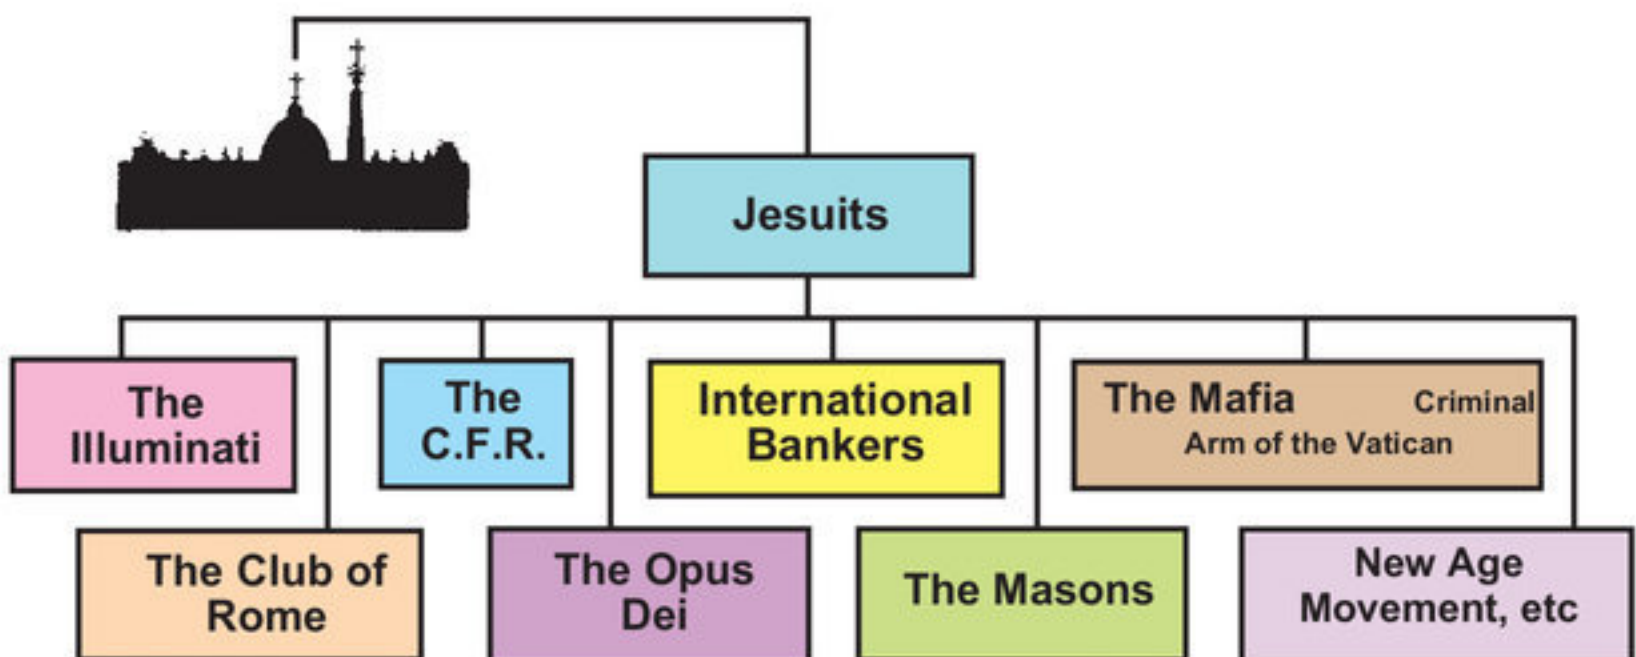 Jesuits
The
Illuminati
The
C.F.R.
International
Bankers
The Mafia Criminal
Arm of the Vatican
The Club of
Rome
The Opus
Dei
The Masons
New Age
Movement, etc